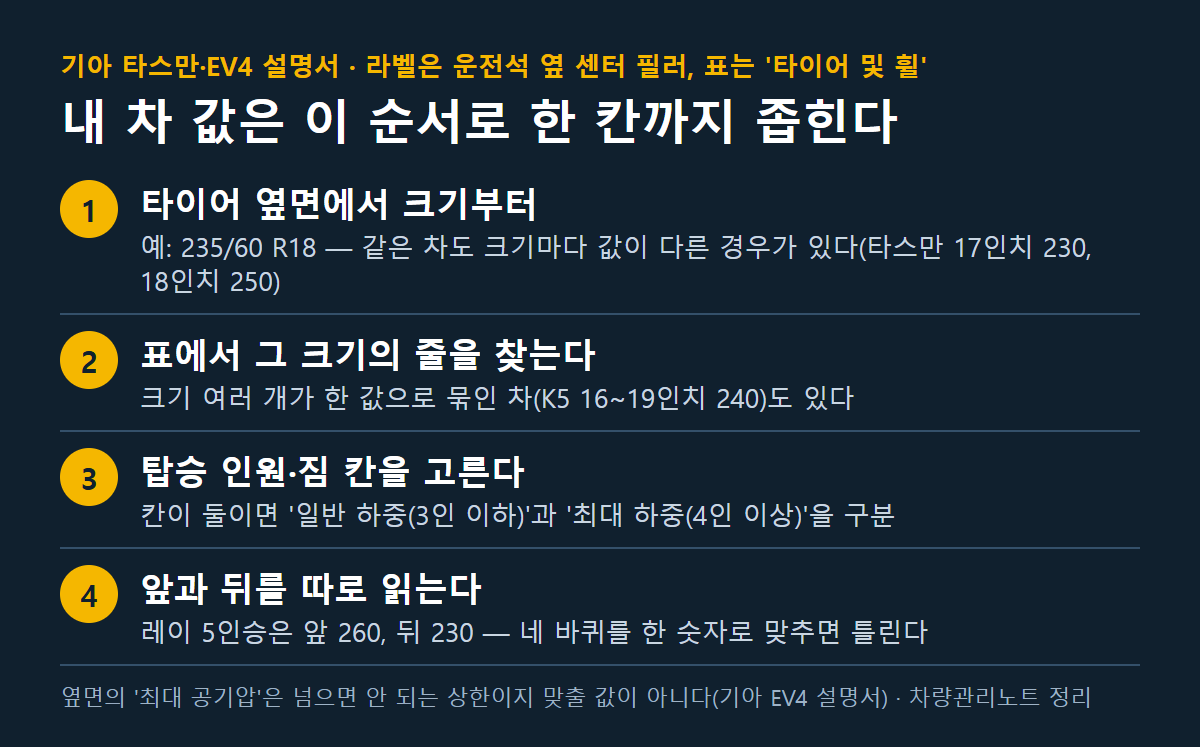 기아 타스만·EV4 설명서 · 라벨은 운전석 옆 센터 필러, 표는 '타이어 및 휠'
내 차 값은 이 순서로 한 칸까지 좁힌다
1
타이어 옆면에서 크기부터
예: 235/60 R18 — 같은 차도 크기마다 값이 다른 경우가 있다(타스만 17인치 230,
18인치 250)
2
표에서 그 크기의 줄을 찾는다
크기 여러 개가 한 값으로 묶인 차(K5 16~19인치 240)도 있다
3
탑승 인원·짐 칸을 고른다
칸이 둘이면 '일반 하중(3인 이하)'과 '최대 하중(4인 이상)'을 구분
4
앞과 뒤를 따로 읽는다
레이 5인승은 앞 260, 뒤 230 — 네 바퀴를 한 숫자로 맞추면 틀린다
옆면의 '최대 공기압'은 넘으면 안 되는 상한이지 맞출 값이 아니다(기아 EV4 설명서) · 차량관리노트 정리